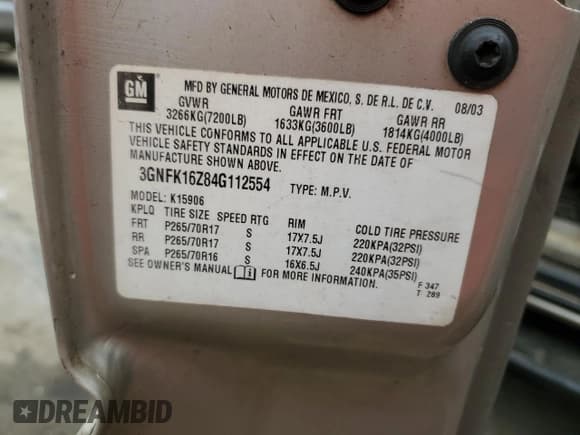 GM
MFD BY GENERAL MOTORS DE MEXICO, S. DE R.L. DE C.V. 08/03
GVWR GAWR FRT GAWR RR
3266KG(7200LB) 1633KG(3600LB) 1814KG(4000LB)
THIS VEHICLE CONFORMS TO ALL APPLICABLE U.S. FEDERAL MOTOR
VEHICLE SAFETY STANDARDS IN EFFECT ON THE DATE OF
MANUFACTURE SHOWN ABOVE.
3GNFK16Z84G112554 TYPE: M.P.V.
MODEL: K15906
KPLQ TIRE SIZE SPEED RTG RIM COLD TIRE PRESSURE
FRT P265/70R17 S 17X7.5J 220KPA(32PSI)
RR P265/70R17 S 17X7.5J 220KPA(32PSI)
SPA P265/70R16 S 16X6.5J 240KPA(35PSI)
SEE OWNER'S MANUAL FOR MORE INFORMATION.
F 347
T 289
DREAMBID